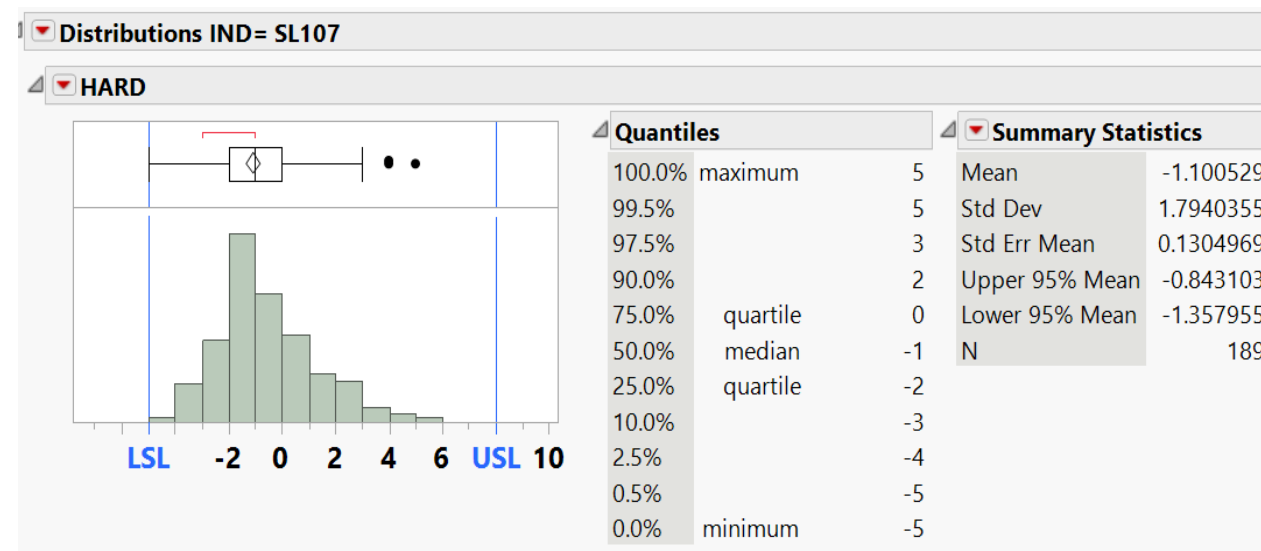 Distributions IND= SL107
HARD
LSL -2 0 2 4 6 USL 10
Quantiles
100.0% maximum 5
99.5% 5
97.5% 3
90.0% 2
75.0% quartile 0
50.0% median -1
25.0% quartile -2
10.0% -3
2.5% -4
0.5% -5
0.0% minimum -5
Summary Statistics
Mean -1.100529
Std Dev 1.7940355
Std Err Mean 0.1304969
Upper 95% Mean -0.843103
Lower 95% Mean -1.357955
N 189